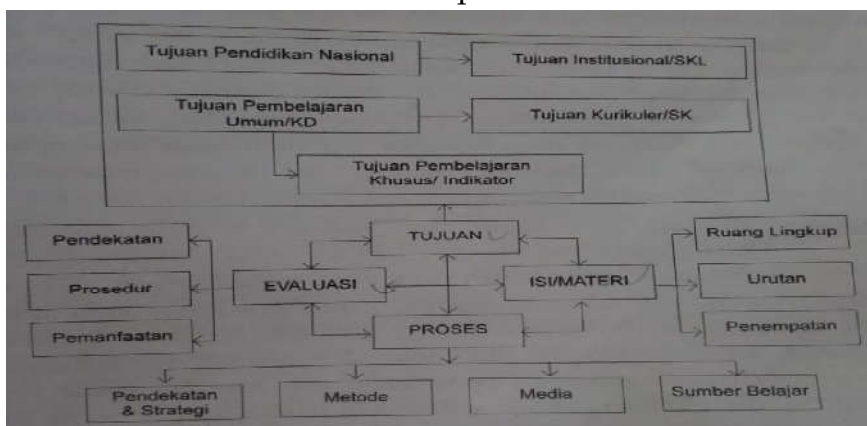 Tujuan Pendidikan Nasional
Tujuan Institusional/SKL
Tujuan Pembelajaran
Umum/KD
Tujuan Kurikuler/SK
Tujuan Pembelajaran
Khusus/ Indikator
TUJUAN
Pendekatan
Ruang Lingkup
Prosedur
EVALUASI
ISI/MATERI
Urutan
Pemanfaatan
PROSES
Penempatan
Pendekatan
& Strategi
Metode
Media
Sumber Belajar